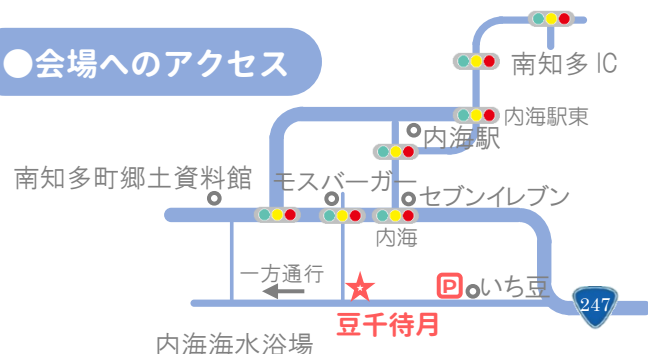 ●会場へのアクセス
南知多IC
内海駅東
内海駅
南知多町郷土資料館
モスバーガー
セブンイレブン
内海
一方通行
P
いち豆
247
豆千待月
内海海水浴場